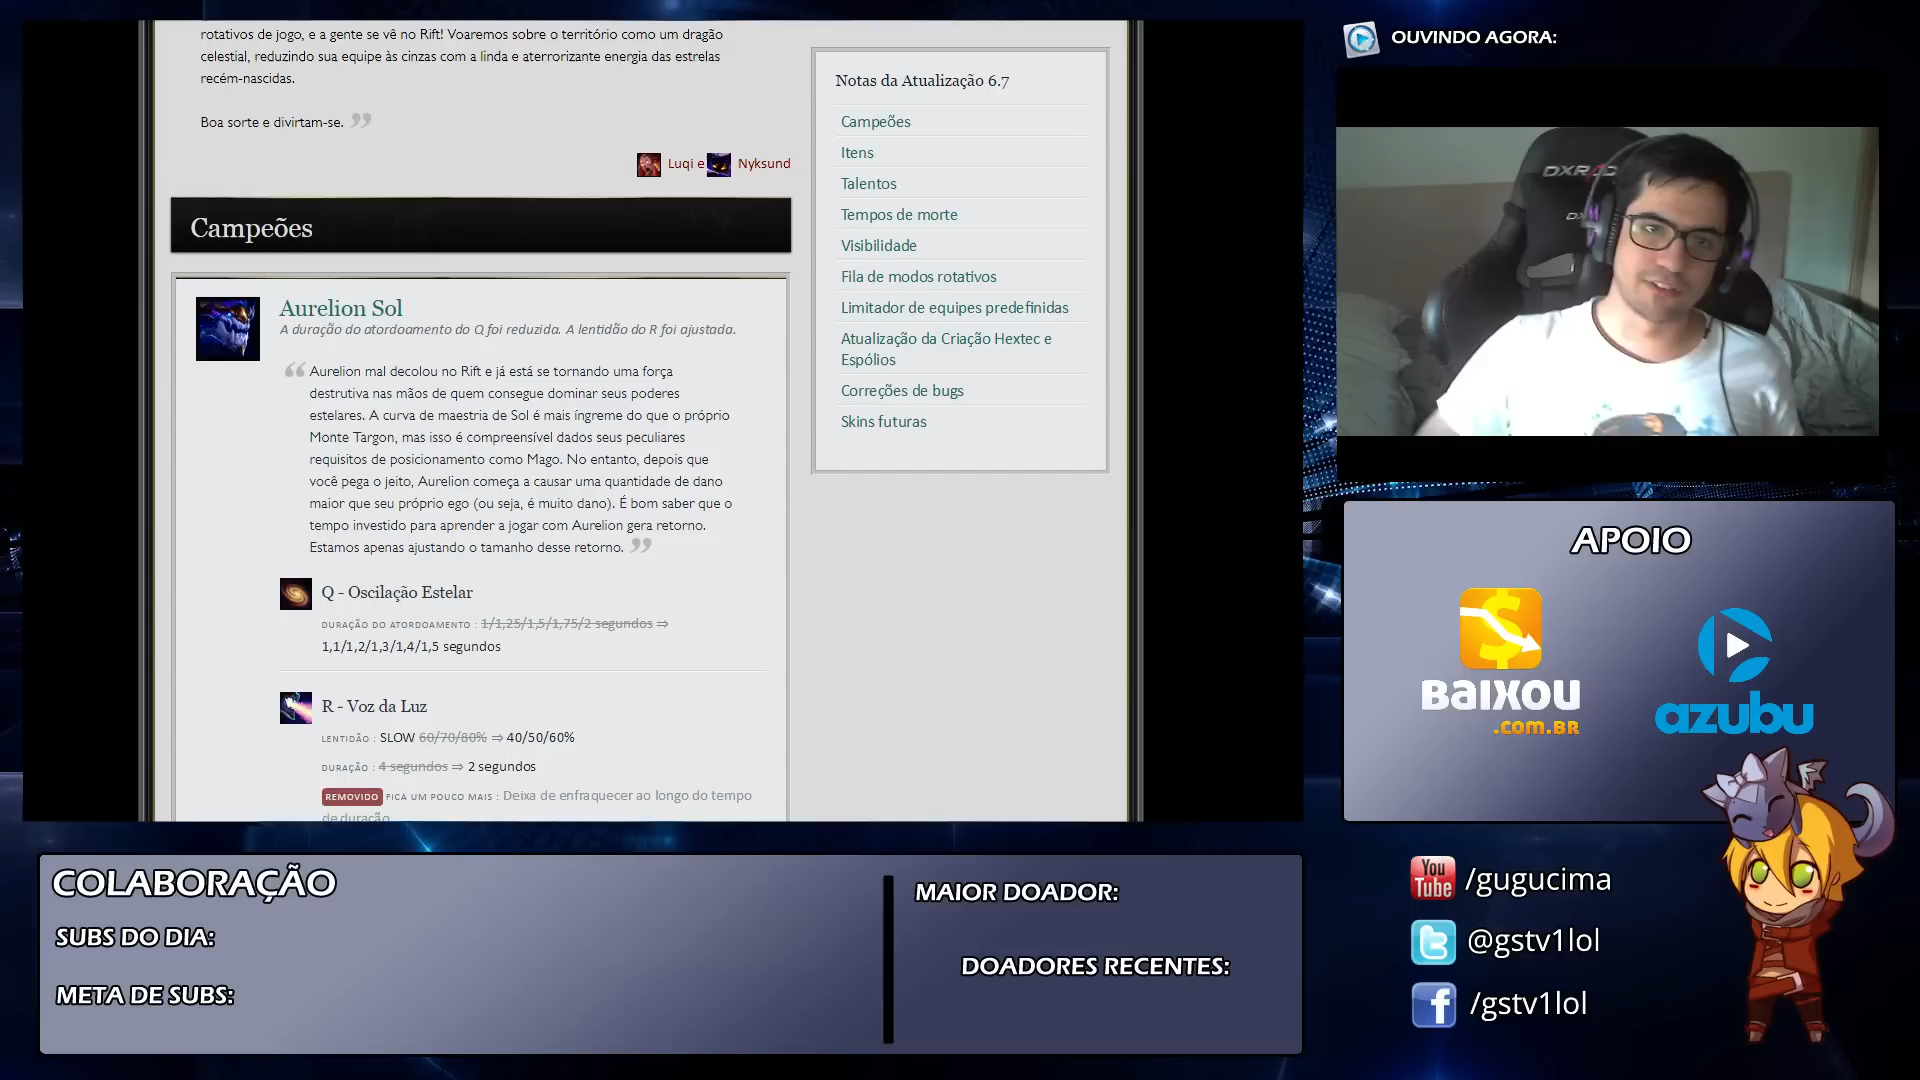 rotativos de jogo, e a gente se vê no Rift! Voaremos sobre o território como um dragão
celestial, reduzindo sua equipe às cinzas com a linda e aterrorizante energia das estrelas
recém-nascidas.
Boa sorte e divirtam-se. ”
Luqi e Nyksund
Campeões
Aurelion Sol
A duração do atordoamento do Q foi reduzida. A lentidão do R foi ajustada.
“ Aurelion mal decolou no Rift e já está se tornando uma força
destrutiva nas mãos de quem consegue dominar seus poderes
estelares. A curva de maestria de Sol é mais íngreme do que o próprio
Monte Targon, mas isso é compreensível dados seus peculiares
requisitos de posicionamento como Mago. No entanto, depois que
você pega o jeito, Aurelion começa a causar uma quantidade de dano
maior que seu próprio ego (ou seja, é muito dano). É bom saber que o
tempo investido para aprender a jogar com Aurelion gera retorno.
Estamos apenas ajustando o tamanho desse retorno. ”
Q - Oscilação Estelar
DURAÇÃO DO ATORDOAMENTO : 1/1,25/1,5/1,75/2 segundos ⇒
1,1/1,2/1,3/1,4/1,5 segundos
R - Voz da Luz
LENTIDÃO : SLOW 60/70/80% ⇒ 40/50/60%
DURAÇÃO : 4 segundos ⇒ 2 segundos
REMOVIDO FICA UM POUCO MAIS : Deixa de enfraquecer ao longo do tempo
de duração
Notas da Atualização 6.7
Campeões
Itens
Talentos
Tempos de morte
Visibilidade
Fila de modos rotativos
Limitador de equipes predefinidas
Atualização da Criação Hextec e
Espólios
Correções de bugs
Skins futuras
OUVINDO AGORA:
APOIO
BAIXOU
.COM.BR
azubu
COLABORAÇÃO
SUBS DO DIA:
META DE SUBS:
MAIOR DOADOR:
DOADORES RECENTES:
You
Tube
/gugucima
@gstv1lol
/gstv1lol